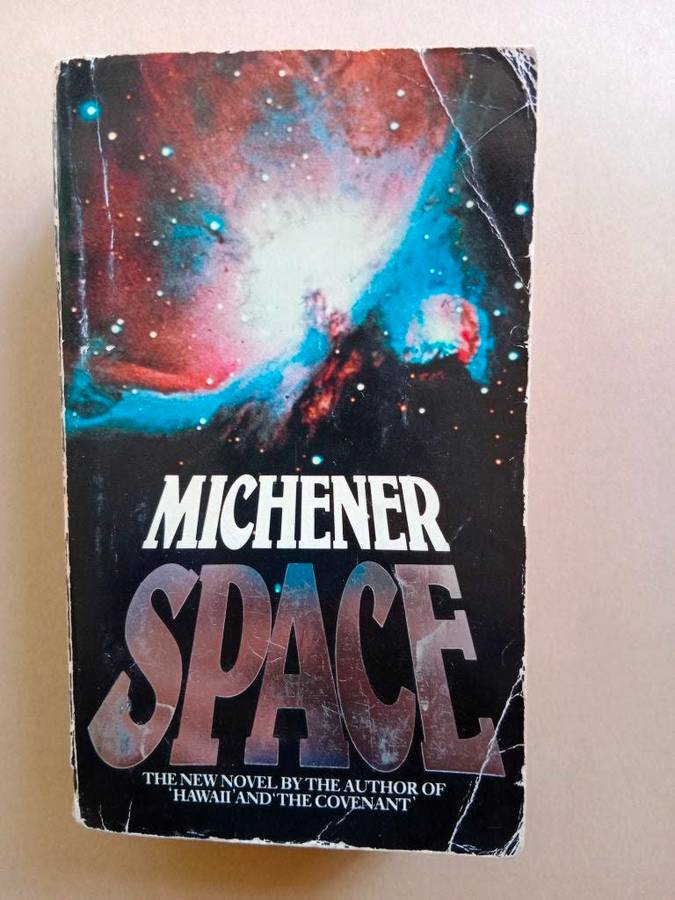 MICHENER
SPACE
THE NEW NOVEL BY THE AUTHOR OF
'HAWAII' AND 'THE COVENANT'